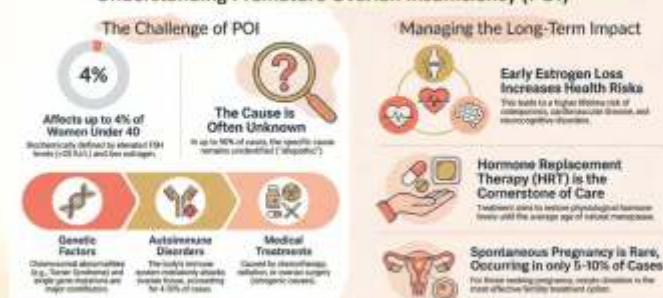 Understanding Premature Ovarian Insufficiency (POI)
The Challenge of POI
4%
Affects up to 4% of
Women Under 40
Biochemically defined by elevated FSH
levels (>25 IU/L) and low estrogen.
The Cause is
Often Unknown
In up to 90% of cases, the specific cause
remains unidentified ("idiopathic").
Genetic
Factors
Chromosomal abnormalities
(e.g., Turner Syndrome) and
single gene mutations are
major contributors.
Autoimmune
Disorders
The body's immune
system mistakenly attacks
ovarian tissue, accounting
for 4-30% of cases.
Medical
Treatments
Caused by chemotherapy,
radiation, or ovarian surgery
(iatrogenic causes).
Managing the Long-Term Impact
Early Estrogen Loss
Increases Health Risks
This leads to a higher lifetime risk of
osteoporosis, cardiovascular disease, and
neurocognitive disorders.
Hormone Replacement
Therapy (HRT) is the
Cornerstone of Care
Treatment aims to restore physiological hormone
levels until the average age of natural menopause.
Spontaneous Pregnancy is Rare,
Occurring in only 5-10% of Cases
For those seeking pregnancy, oocyte donation is the
most effective fertility treatment option.